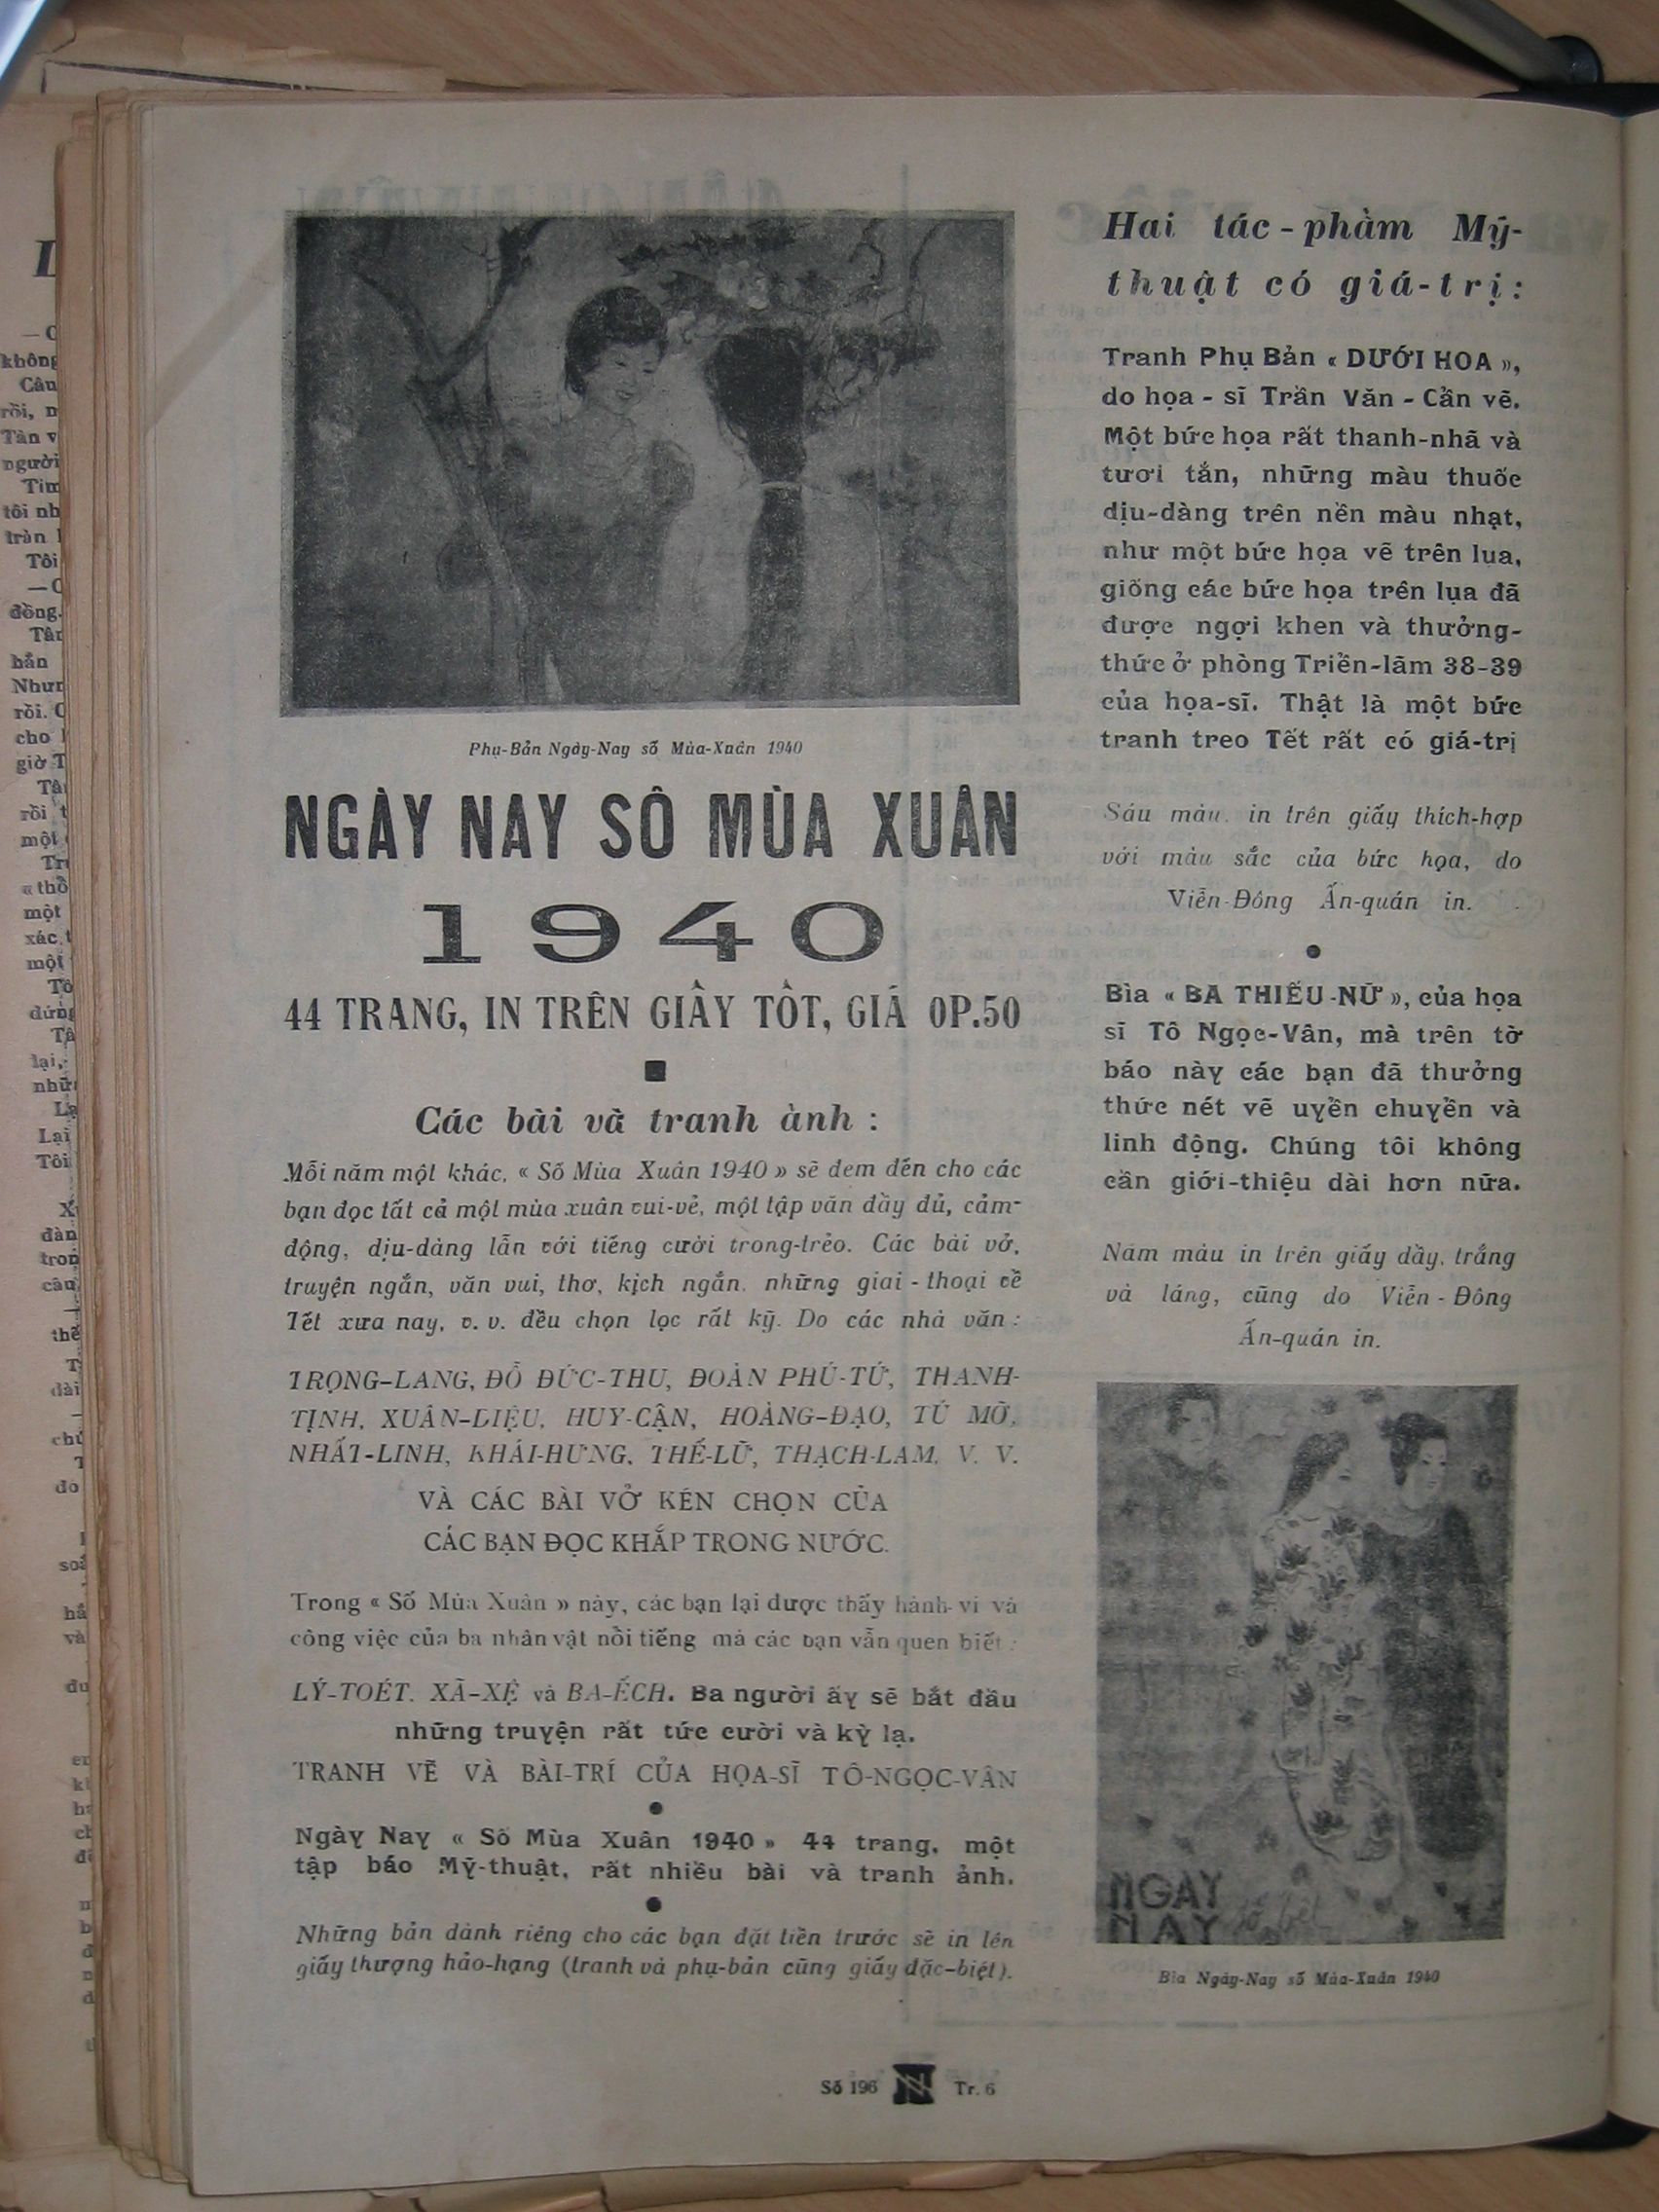 Phụ-Bản Ngày-Nay số Mùa-Xuân 1940
NGÀY NAY SỐ MÙA XUÂN
1940
44 TRANG, IN TRÊN GIẤY TỐT, GIÁ 0P.50
Các bài và tranh ảnh :
Mỗi năm một khác, « Số Mùa Xuân 1940 » sẽ đem đến cho các
bạn đọc tất cả một mùa xuân vui-vẻ, một tập văn đầy đủ, cảm-
động, dịu-dàng lẫn với tiếng cười trong-trẻo. Các bài vở,
truyện ngắn, văn vui, thơ, kịch ngắn, những giai-thoại về
Tết xưa nay, v. v. đều chọn lọc rất kỹ. Do các nhà văn :
TRỌNG-LANG, ĐỖ ĐỨC-THU, ĐOÀN PHÚ-TỨ, THANH-
TỊNH, XUÂN-DIỆU, HUY-CẬN, HOÀNG-ĐẠO, TÚ MỠ,
NHẤT-LINH, KHÁI-HƯNG, THẾ-LỮ, THẠCH-LAM, V. V.
VÀ CÁC BÀI VỞ KÉN CHỌN CỦA
CÁC BẠN ĐỌC KHẮP TRONG NƯỚC.
Trong « Số Mùa Xuân » này, các bạn lại được thấy hành-vi và
công việc của ba nhân vật nổi tiếng mà các bạn vẫn quen biết :
LÝ-TOÉT, XÃ-XỆ và BA-ẾCH. Ba người ấy sẽ bắt đầu
những truyện rất tức cười và kỳ lạ.
TRANH VẼ VÀ BÀI-TRÍ CỦA HỌA-SĨ TÔ-NGỌC-VÂN
Ngày Nay « Số Mùa Xuân 1940 » 44 trang, một
tập báo Mỹ-thuật, rất nhiều bài và tranh ảnh.
Những bản dành riêng cho các bạn đặt tiền trước sẽ in lên
giấy thượng hảo-hạng (tranh và phụ-bản cũng giấy đặc-biệt).
Hai tác-phẩm Mỹ-
thuật có giá-trị :
Tranh Phụ Bản « DƯỚI HOA »,
do họa-sĩ Trần Văn-Cẩn vẽ.
Một bức họa rất thanh-nhã và
tươi tắn, những màu thuốc
dịu-dàng trên nền màu nhạt,
như một bức họa vẽ trên lụa,
giống các bức họa trên lụa đã
được ngợi khen và thưởng-
thức ở phòng Triển-lãm 38-39
của họa-sĩ. Thật là một bức
tranh treo Tết rất có giá-trị
Sáu màu, in trên giấy thích-hợp
với màu sắc của bức họa, do
Viễn-Đông Ấn-quán in.
Bìa « BA THIẾU-NỮ », của họa
sĩ Tô Ngọc-Vân, mà trên tờ
báo này các bạn đã thưởng
thức nét vẽ uyển chuyển và
linh động. Chúng tôi không
cần giới-thiệu dài hơn nữa.
Năm màu in trên giấy dầy, trắng
và láng, cũng do Viễn-Đông
Ấn-quán in.
NGAY
NAY
Bìa Ngày-Nay số Mùa-Xuân 1940
Số 196 Tr. 6